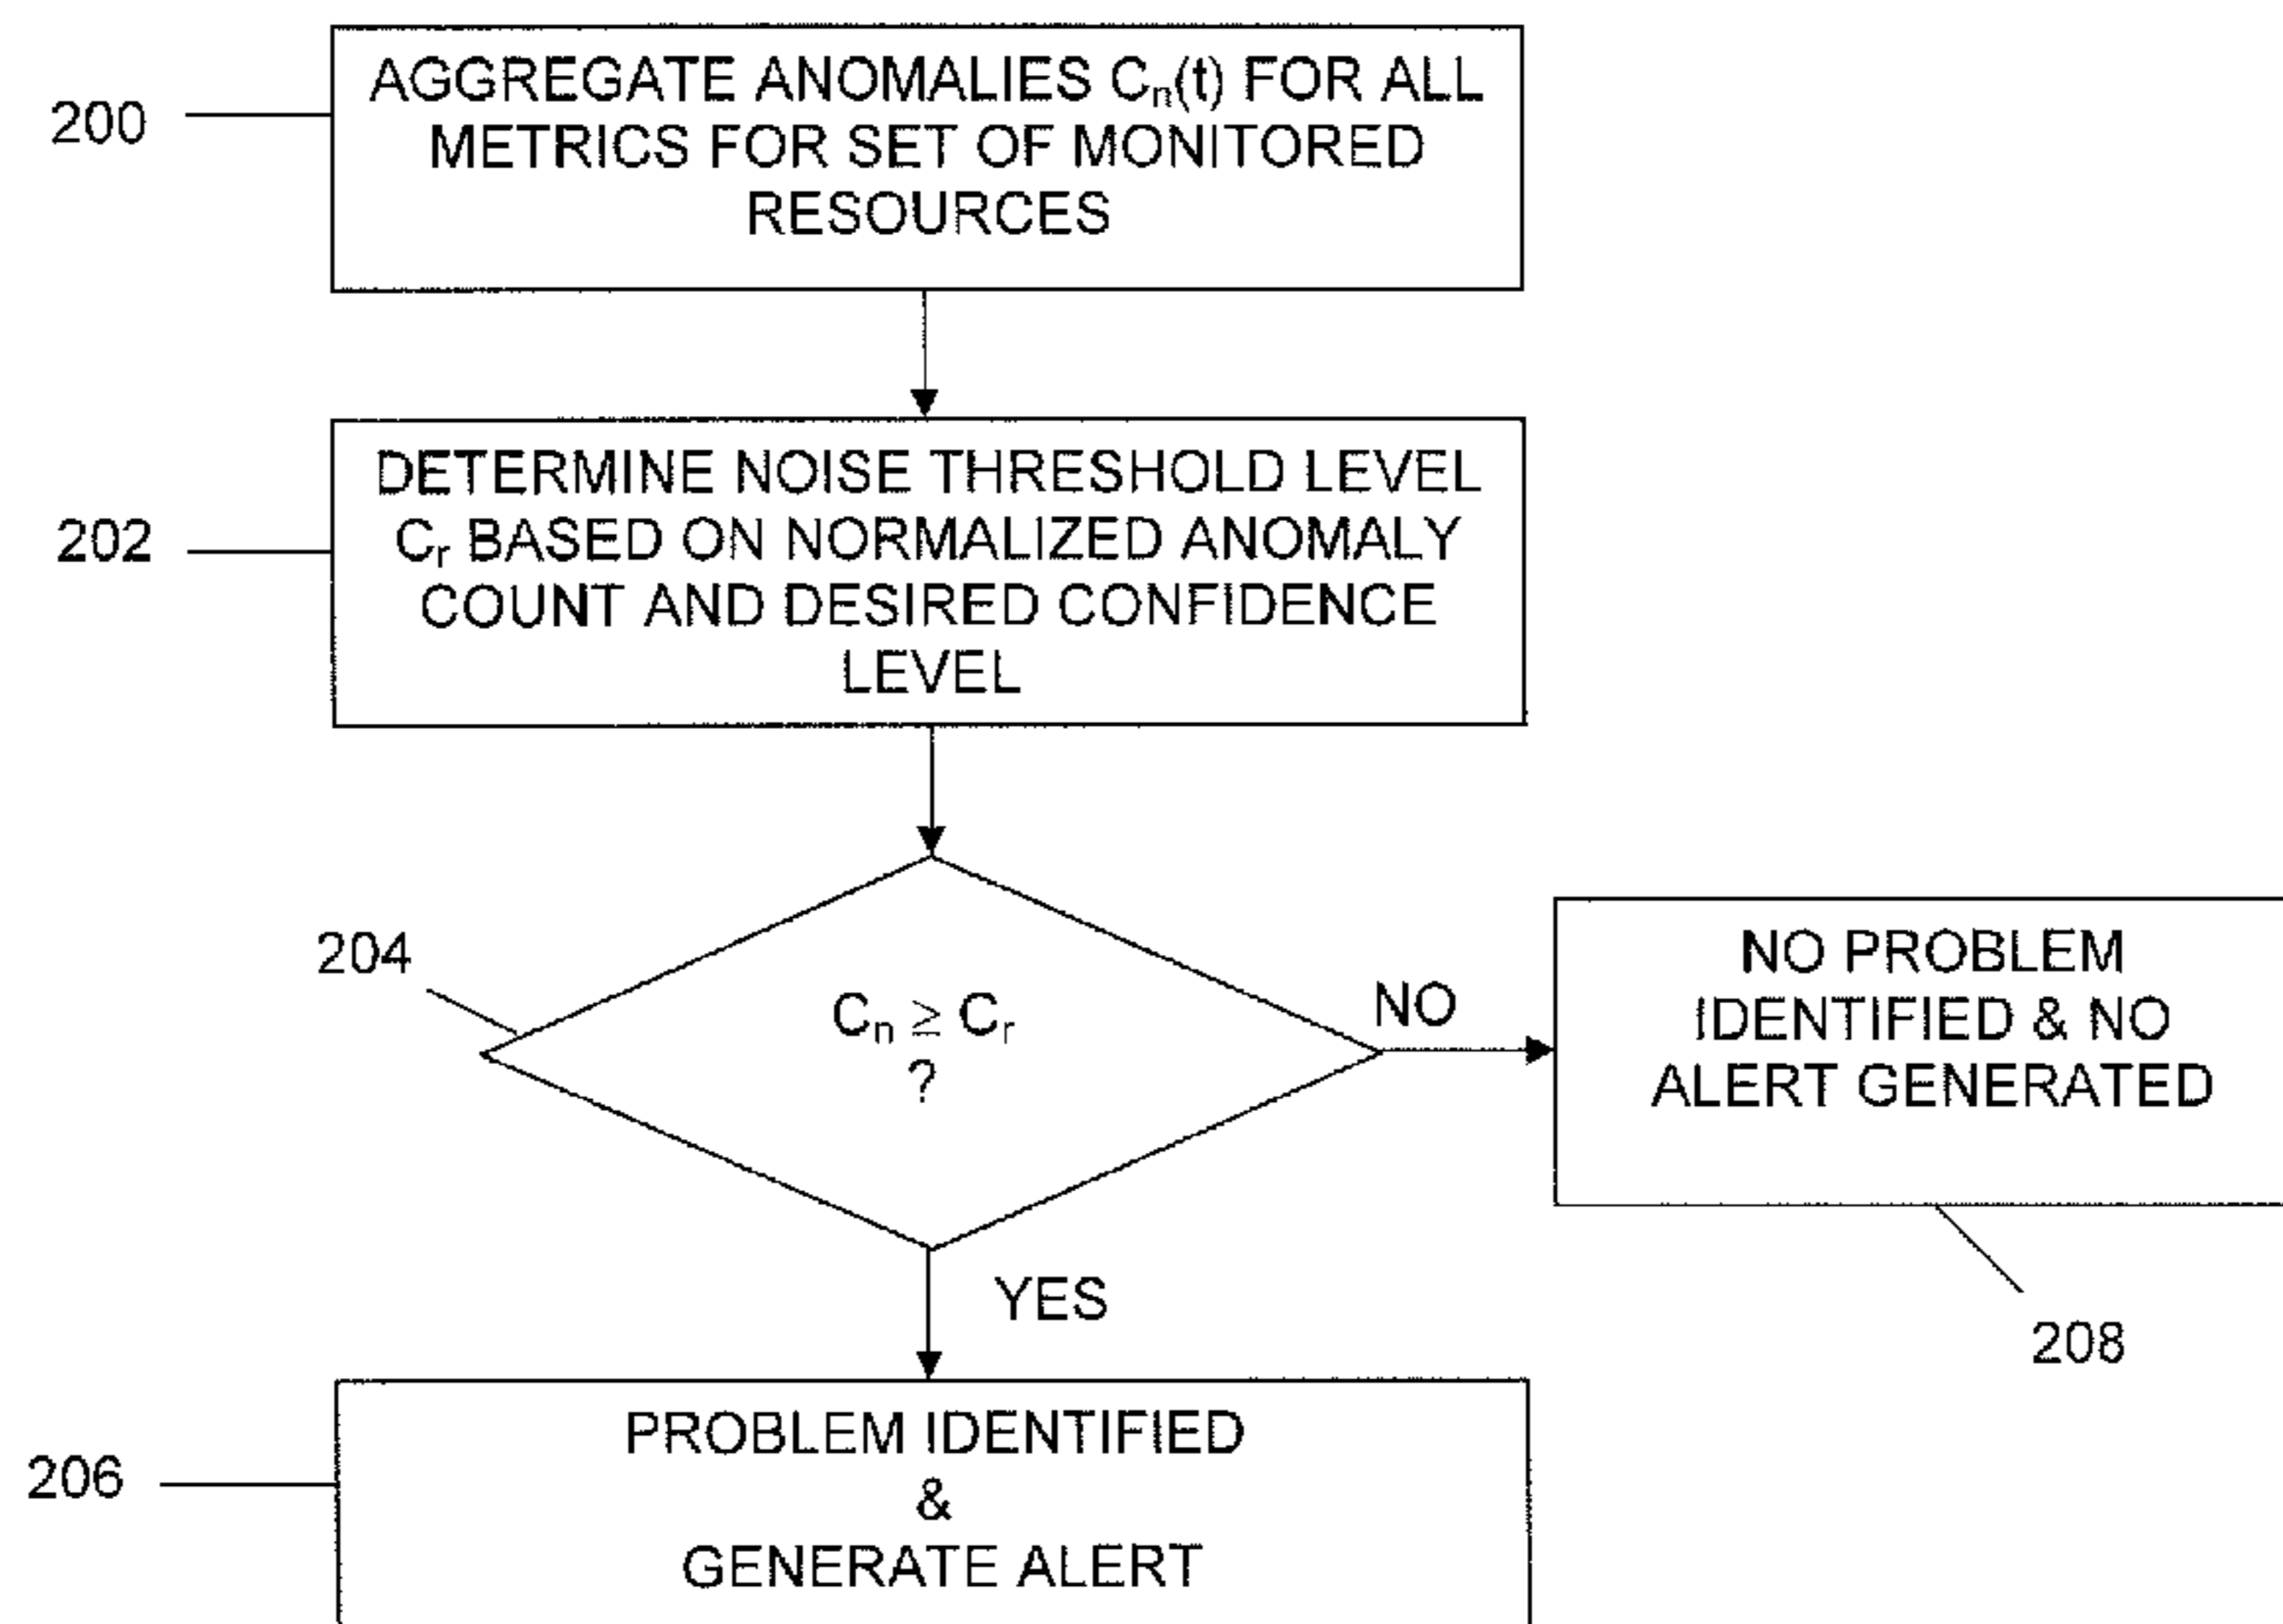 200
AGGREGATE ANOMALIES Cn(t) FOR ALL
METRICS FOR SET OF MONITORED
RESOURCES
202
DETERMINE NOISE THRESHOLD LEVEL
Cr BASED ON NORMALIZED ANOMALY
COUNT AND DESIRED CONFIDENCE
LEVEL
204
Cn ≧ Cr
?
NO
NO PROBLEM
IDENTIFIED & NO
ALERT GENERATED
208
YES
206
PROBLEM IDENTIFIED
&
GENERATE ALERT